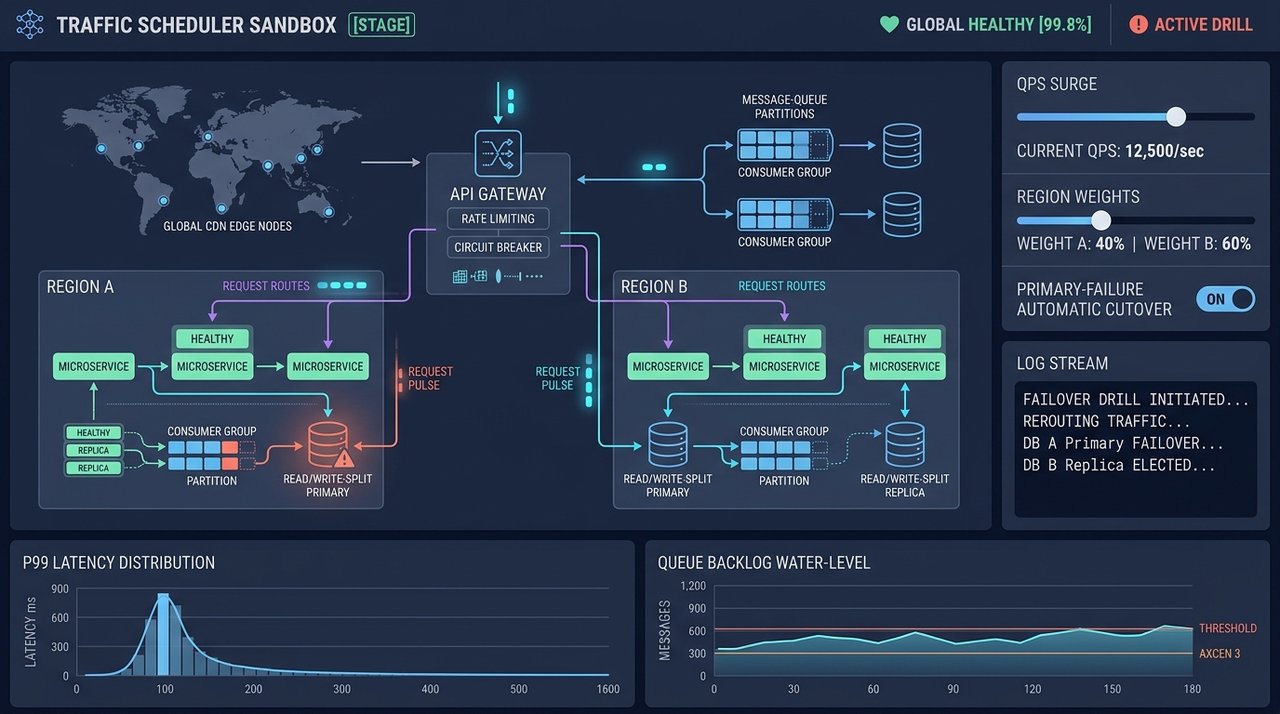 TRAFFIC SCHEDULER SANDBOX [STAGE]
GLOBAL HEALTHY [99.8%]
ACTIVE DRILL
GLOBAL CDN EDGE NODES
API GATEWAY
RATE LIMITING
CIRCUIT BREAKER
MESSAGE-QUEUE
PARTITIONS
CONSUMER GROUP
CONSUMER GROUP
REGION A
REQUEST ROUTES
HEALTHY
MICROSERVICE
MICROSERVICE
MICROSERVICE
REQUEST
PULSE
HEALTHY
REPLICA
REPLICA
CONSUMER GROUP
PARTITION
READ/WRITE-SPLIT
PRIMARY
REQUEST
PULSE
REGION B
REQUEST ROUTES
HEALTHY
HEALTHY
MICROSERVICE
MICROSERVICE
MICROSERVICE
READ/WRITE-SPLIT
PRIMARY
CONSUMER GROUP
PARTITION
READ/WRITE-SPLIT
REPLICA
QPS SURGE
CURRENT QPS: 12,500/sec
REGION WEIGHTS
WEIGHT A: 40% | WEIGHT B: 60%
PRIMARY-FAILURE
AUTOMATIC CUTOVER
ON
LOG STREAM
FAILOVER DRILL INITIATED...
REROUTING TRAFFIC...
DB A Primary FAILOVER...
DB B Replica ELECTED...
P99 LATENCY DISTRIBUTION
LATENCY ms
900
600
300
0
0 100 200 300 400 500 1600
QUEUE BACKLOG WATER-LEVEL
MESSAGES
1,200
900
600
300
0
THRESHOLD
AXCEN 3
0 30 60 90 120 150 180